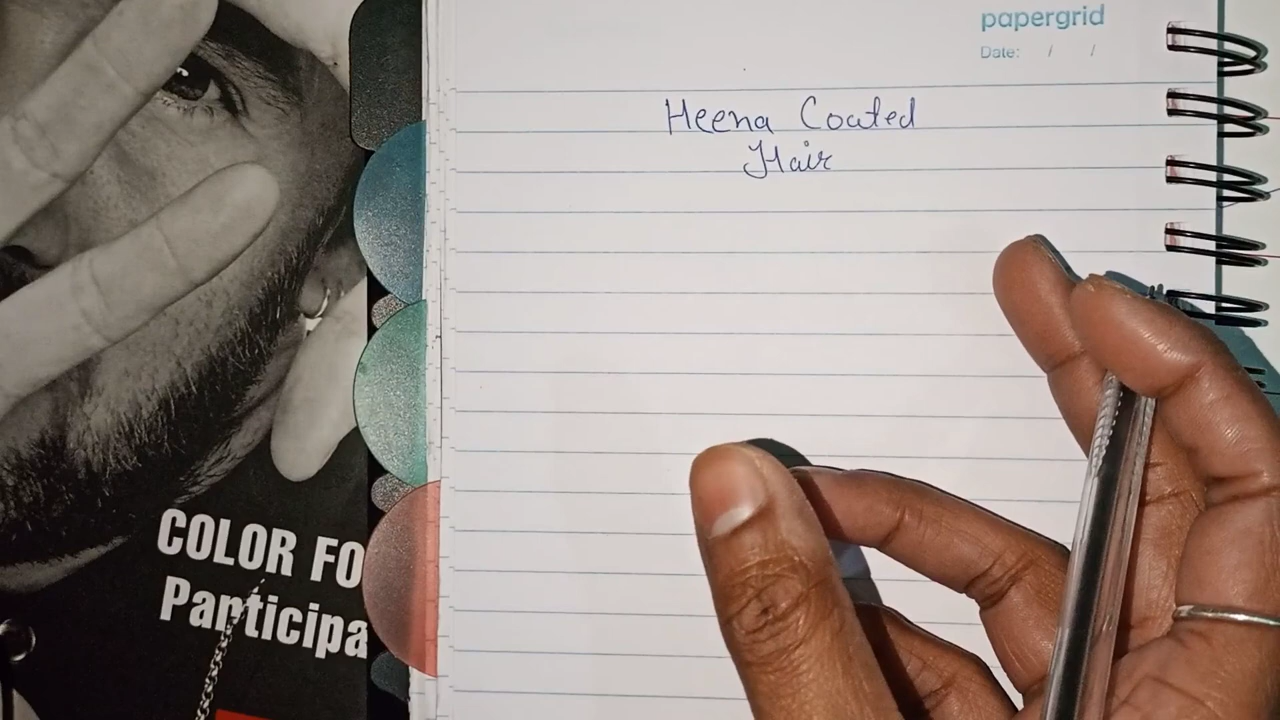 papergrid
Date: / /
Heena Coated
Hair
COLOR FO
Participa